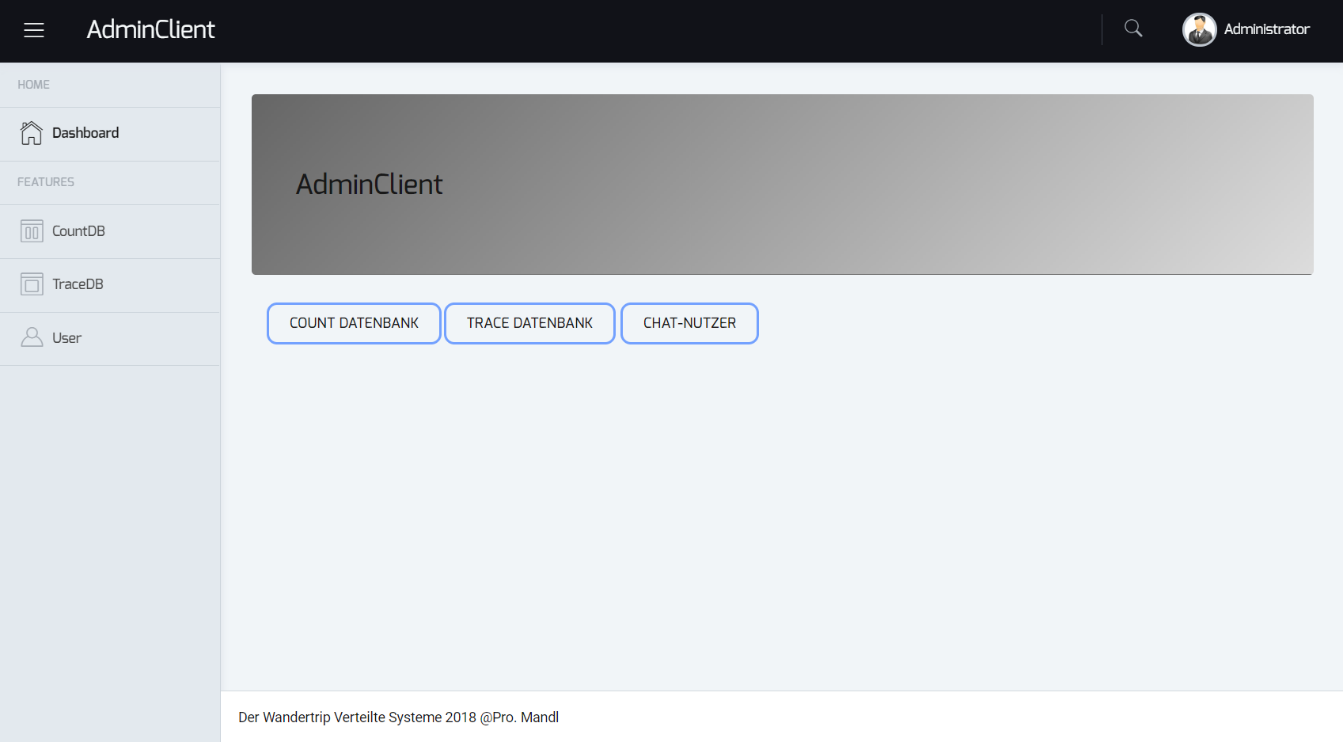 AdminClient
Administrator
HOME
Dashboard
FEATURES
CountDB
TraceDB
User
AdminClient
COUNT DATENBANK
TRACE DATENBANK
CHAT-NUTZER
Der Wandertrip Verteilte Systeme 2018 @Pro. Mandl